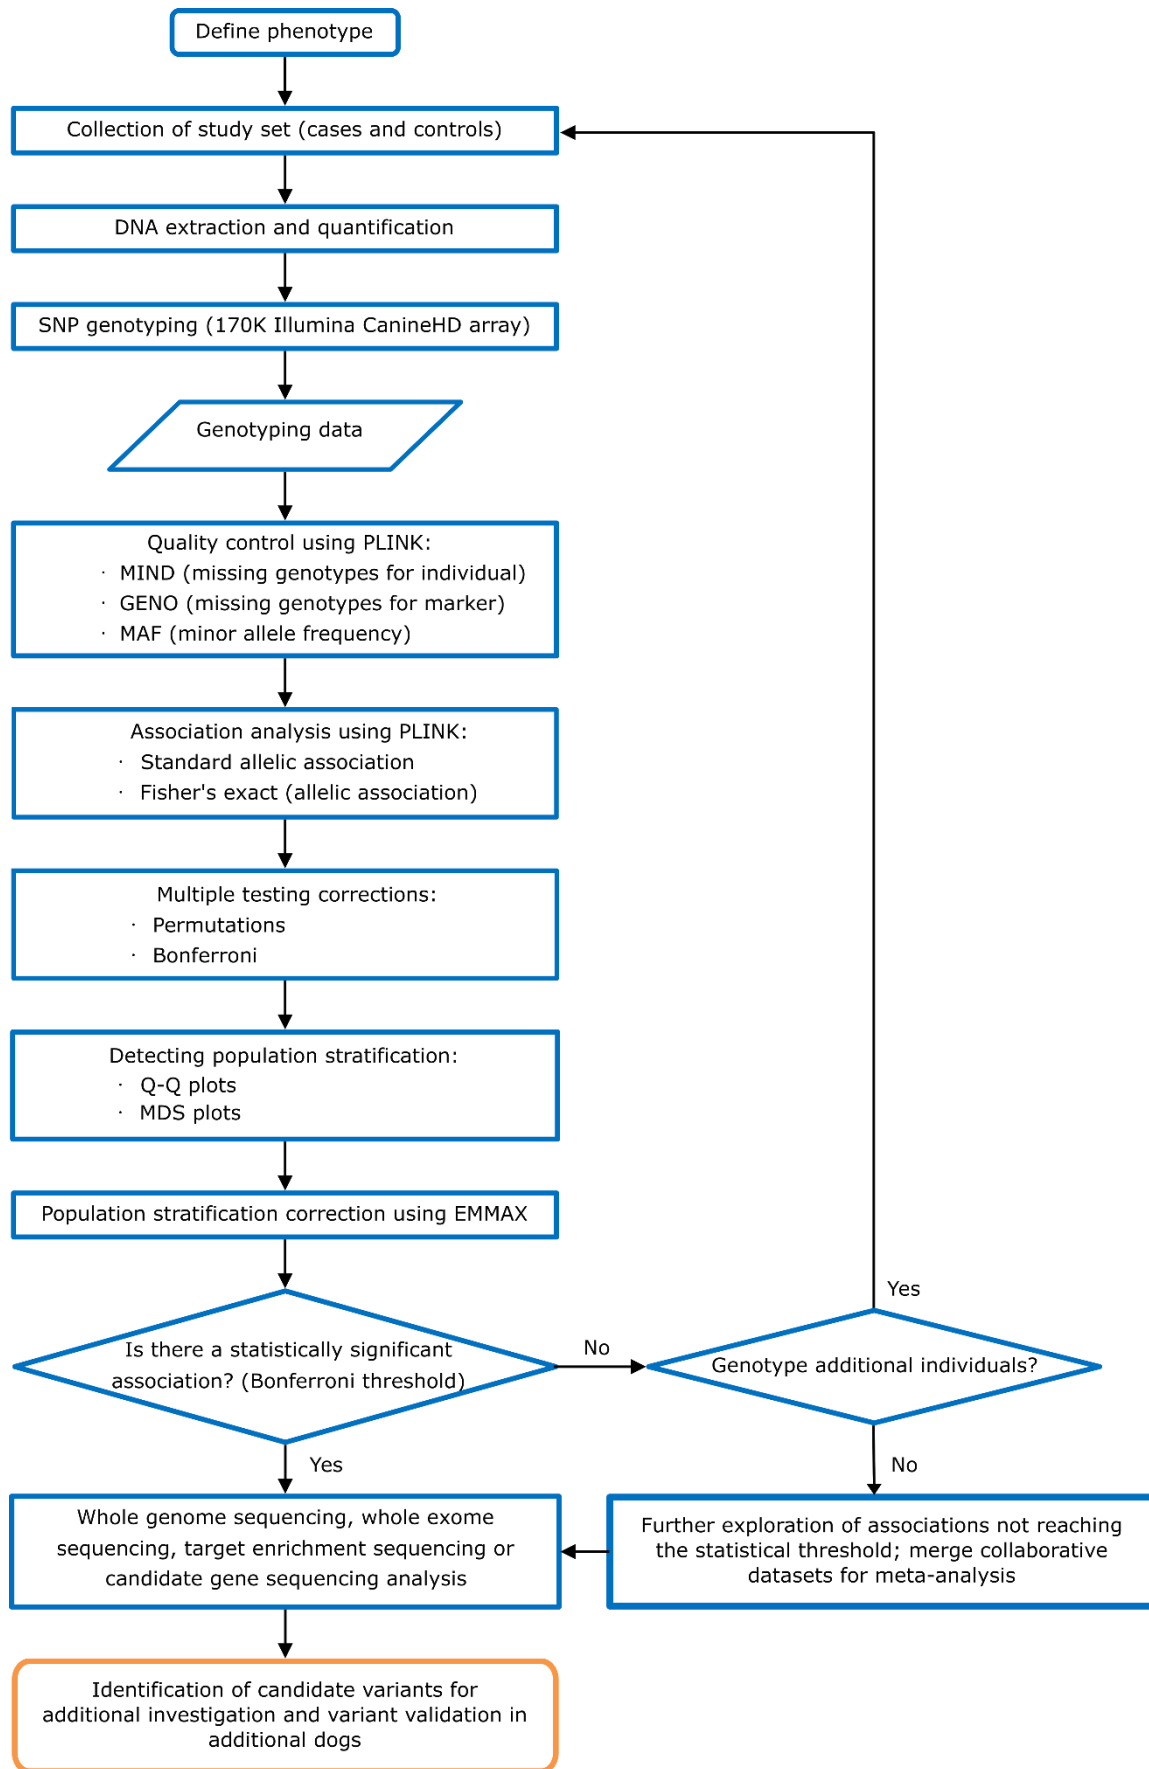 Define phenotype
Collection of study set (cases and controls)
DNA extraction and quantification
SNP genotyping (170K Illumina CanineHD array)
Genotyping data
Quality control using PLINK:
· MIND (missing genotypes for individual)
· GENO (missing genotypes for marker)
· MAF (minor allele frequency)
Association analysis using PLINK:
· Standard allelic association
· Fisher's exact (allelic association)
Multiple testing corrections:
· Permutations
· Bonferroni
Detecting population stratification:
· Q-Q plots
· MDS plots
Population stratification correction using EMMAX
Is there a statistically significant
association? (Bonferroni threshold)
No
Genotype additional individuals?
Yes
No
Yes
Further exploration of associations not reaching
the statistical threshold; merge collaborative
datasets for meta-analysis
Whole genome sequencing, whole exome
sequencing, target enrichment sequencing or
candidate gene sequencing analysis
Identification of candidate variants for
additional investigation and variant validation in
additional dogs